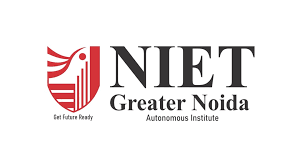 NIET
Greater Noida
Get Future Ready
Autonomous Institute